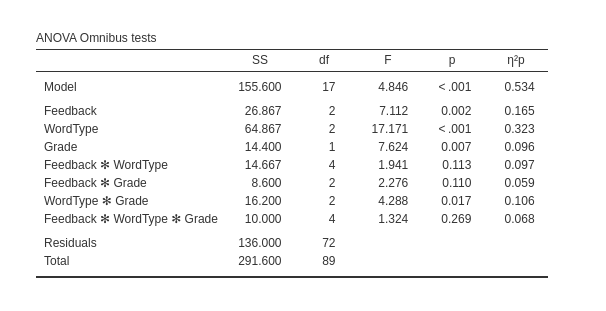 ANOVA Omnibus tests
SS df F p η²p
Model 155.600 17 4.846 < .001 0.534
Feedback 26.867 2 7.112 0.002 0.165
WordType 64.867 2 17.171 < .001 0.323
Grade 14.400 1 7.624 0.007 0.096
Feedback ✻ WordType 14.667 4 1.941 0.113 0.097
Feedback ✻ Grade 8.600 2 2.276 0.110 0.059
WordType ✻ Grade 16.200 2 4.288 0.017 0.106
Feedback ✻ WordType ✻ Grade 10.000 4 1.324 0.269 0.068
Residuals 136.000 72
Total 291.600 89